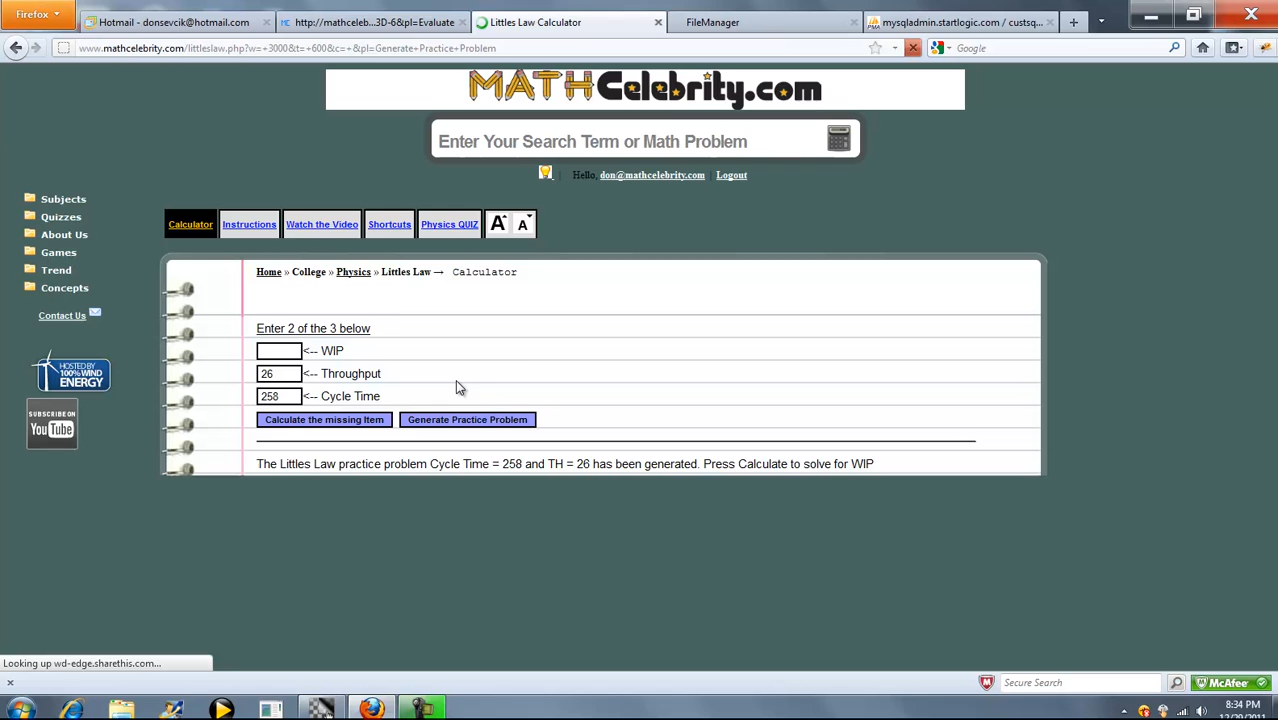 Firefox
Hotmail - donsevcik@hotmail.com
http://mathceleb...3D-6&pl=Evaluate
Littles Law Calculator
FileManager
mysqladmin.startlogic.com / custsq...
www.mathcelebrity.com/littleslaw.php?w=+3000&t=+600&c=+&pl=Generate+Practice+Problem
Google
MATHCelebrity.com
Enter Your Search Term or Math Problem
| Hello, don@mathcelebrity.com | Logout
Subjects
Quizzes
About Us
Games
Trend
Concepts
Contact Us
HOSTED BY
100% WIND
ENERGY
SUBSCRIBE ON
YouTube
Calculator
Instructions
Watch the Video
Shortcuts
Physics QUIZ
A A
Home » College » Physics » Littles Law → Calculator
Enter 2 of the 3 below
<-- WIP
26 <-- Throughput
258 <-- Cycle Time
Calculate the missing Item
Generate Practice Problem
The Littles Law practice problem Cycle Time = 258 and TH = 26 has been generated. Press Calculate to solve for WIP
Looking up wd-edge.sharethis.com...
Secure Search
McAfee
8:34 PM
12/29/2011